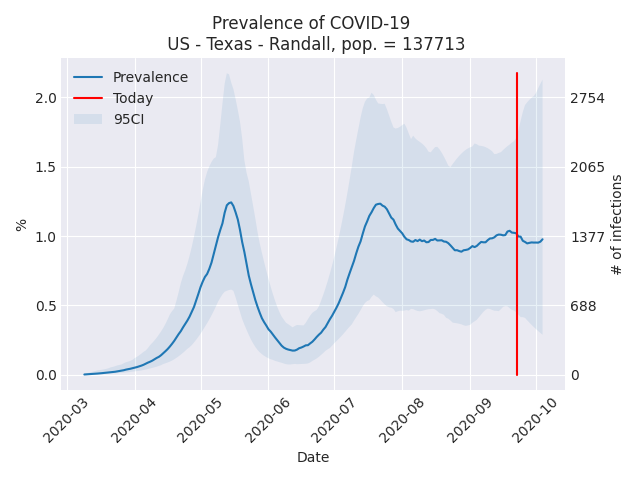 Prevalence of COVID-19
US - Texas - Randall, pop. = 137713
Prevalence
Today
95CI
2.0
1.5
1.0
0.5
0.0
%
2754
2065
1377
688
0
# of infections
2020-03
2020-04
2020-05
2020-06
2020-07
2020-08
2020-09
2020-10
Date